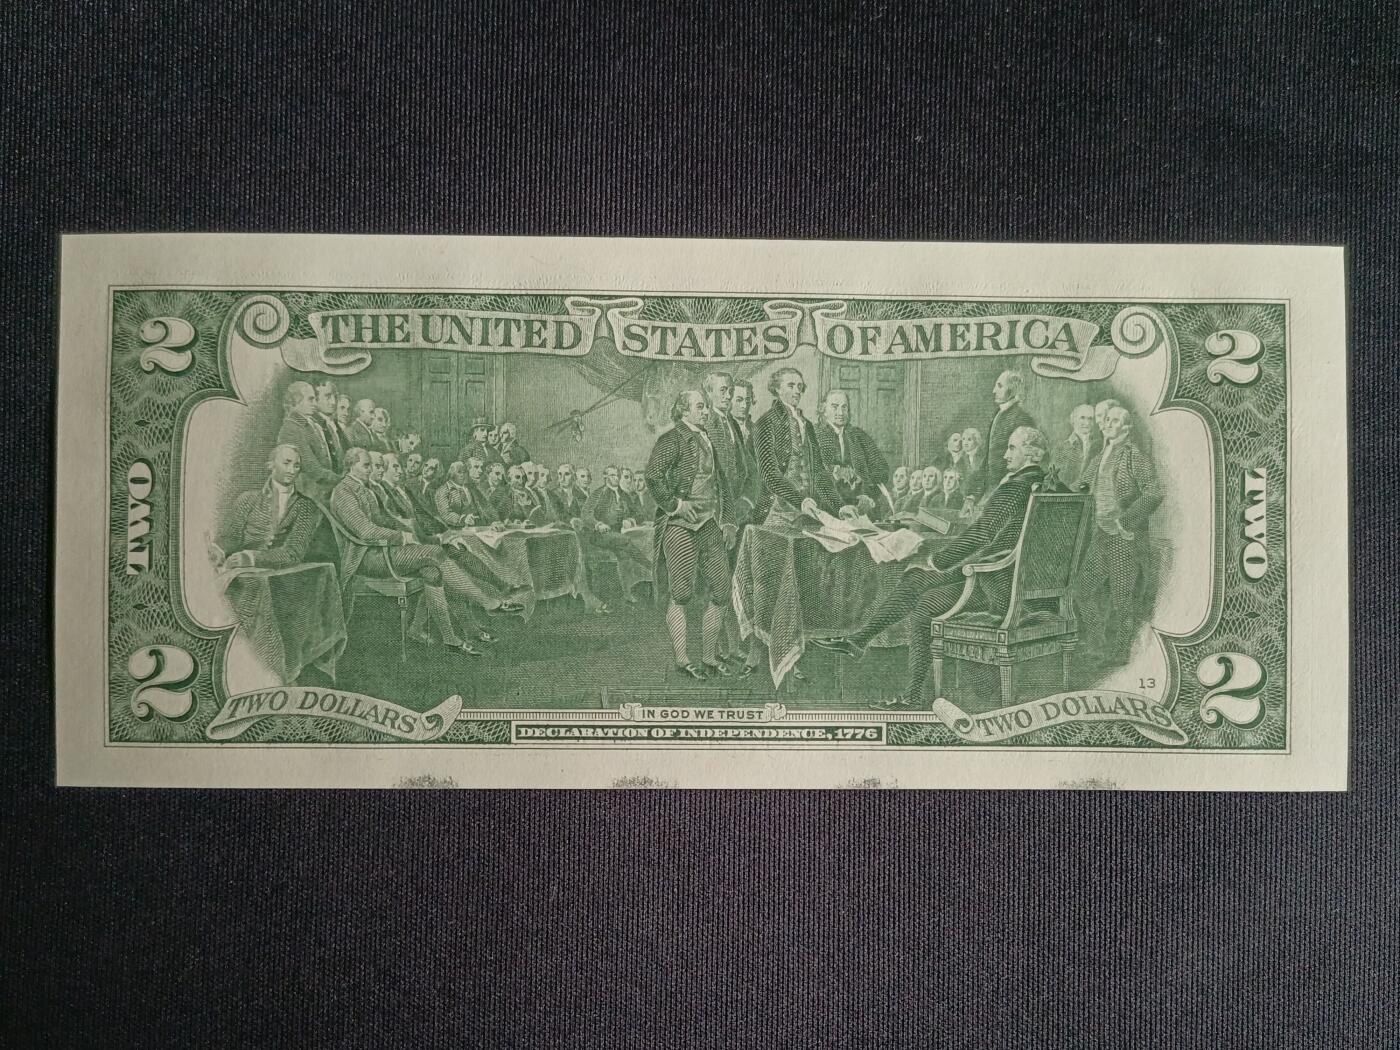 THE UNITED STATES OF AMERICA
2
2
TWO
TWO
2
13
2
TWO DOLLARS
IN GOD WE TRUST
TWO DOLLARS
DECLARATION OF INDEPENDENCE, 1776